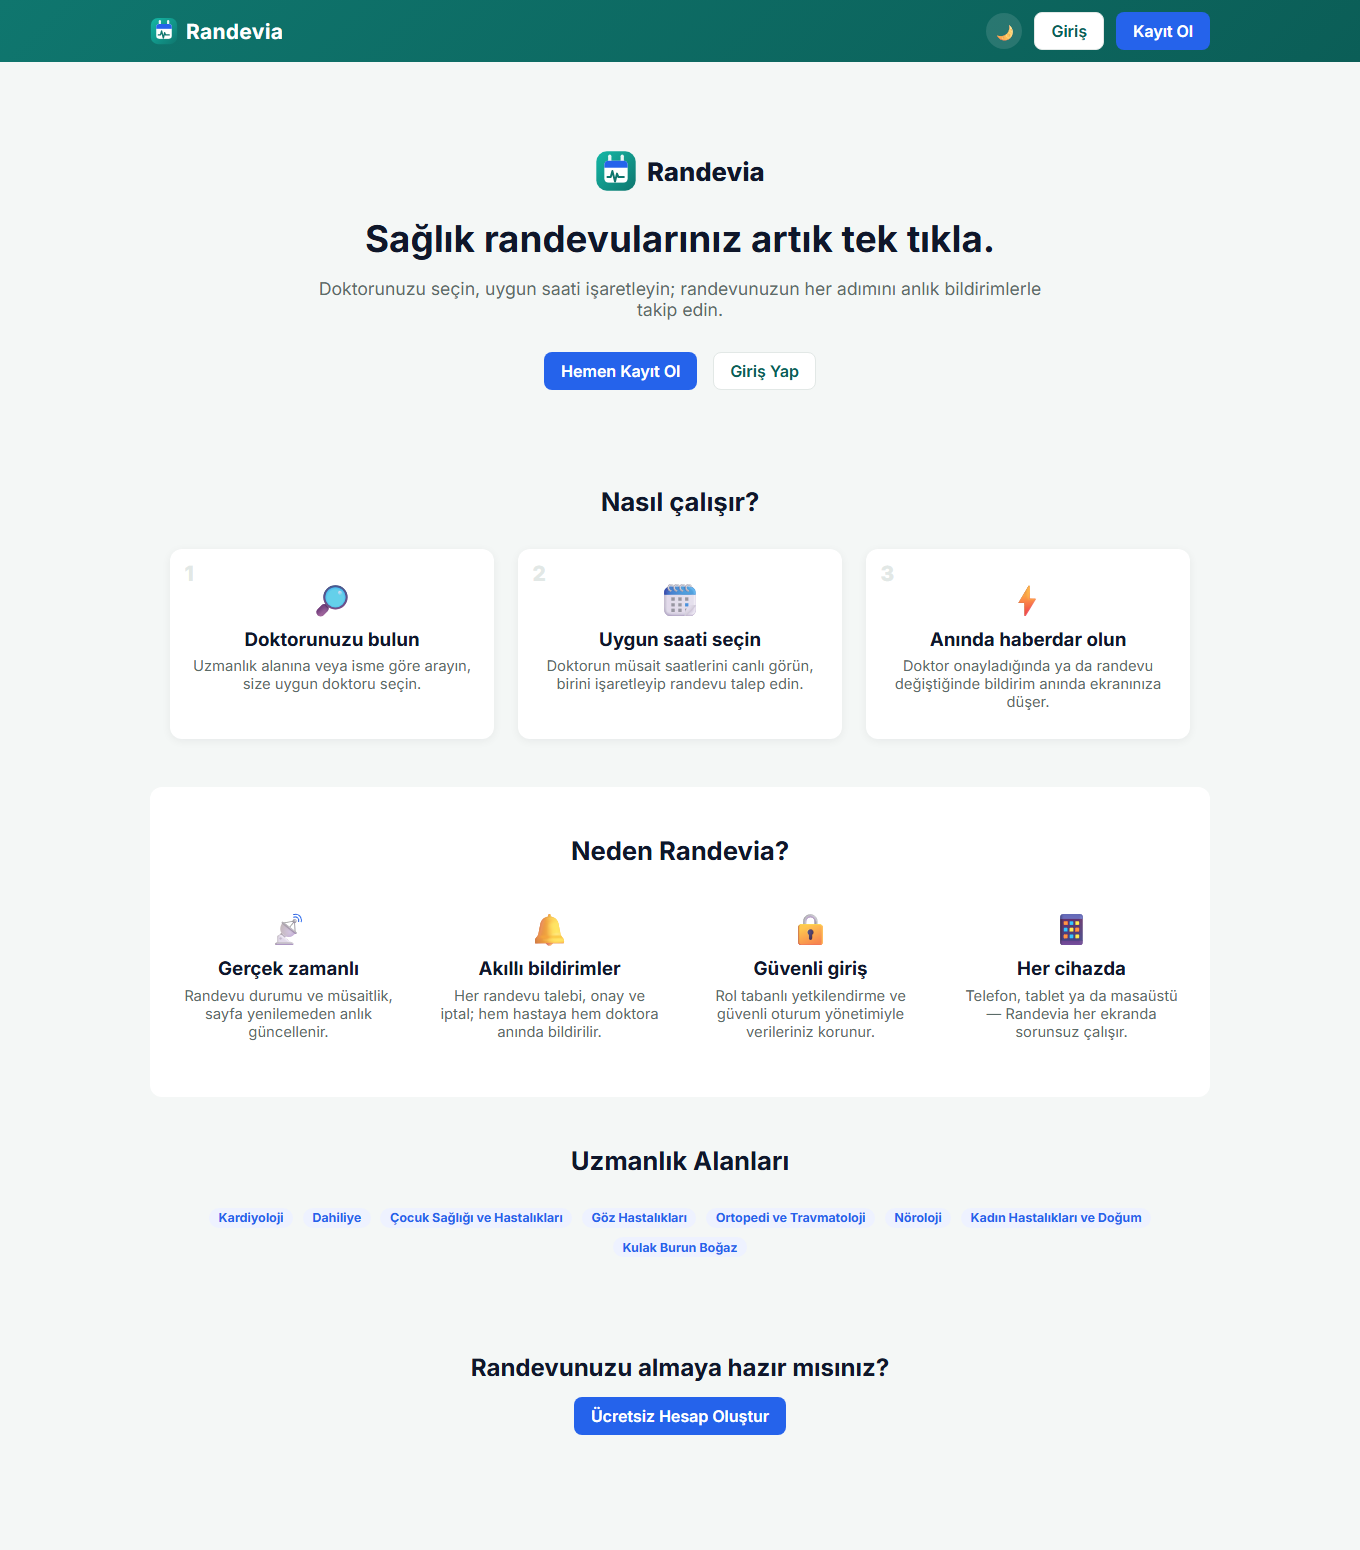 Randevia
Giriş
Kayıt Ol
Randevia
Sağlık randevularınız artık tek tıkla.
Doktorunuzu seçin, uygun saati işaretleyin; randevunuzun her adımını anlık bildirimlerle
takip edin.
Hemen Kayıt Ol
Giriş Yap
Nasıl çalışır?
1
Doktorunuzu bulun
Uzmanlık alanına veya isme göre arayın,
size uygun doktoru seçin.
2
Uygun saati seçin
Doktorun müsait saatlerini canlı görün,
birini işaretleyip randevu talep edin.
3
Anında haberdar olun
Doktor onayladığında ya da randevu
değiştiğinde bildirim anında ekranınıza
düşer.
Neden Randevia?
Gerçek zamanlı
Randevu durumu ve müsaitlik,
sayfa yenilemeden anlık
güncellenir.
Akıllı bildirimler
Her randevu talebi, onay ve
iptal; hem hastaya hem doktora
anında bildirilir.
Güvenli giriş
Rol tabanlı yetkilendirme ve
güvenli oturum yönetimiyle
verileriniz korunur.
Her cihazda
Telefon, tablet ya da masaüstü
— Randevia her ekranda
sorunsuz çalışır.
Uzmanlık Alanları
Kardiyoloji
Dahiliye
Çocuk Sağlığı ve Hastalıkları
Göz Hastalıkları
Ortopedi ve Travmatoloji
Nöroloji
Kadın Hastalıkları ve Doğum
Kulak Burun Boğaz
Randevunuzu almaya hazır mısınız?
Ücretsiz Hesap Oluştur